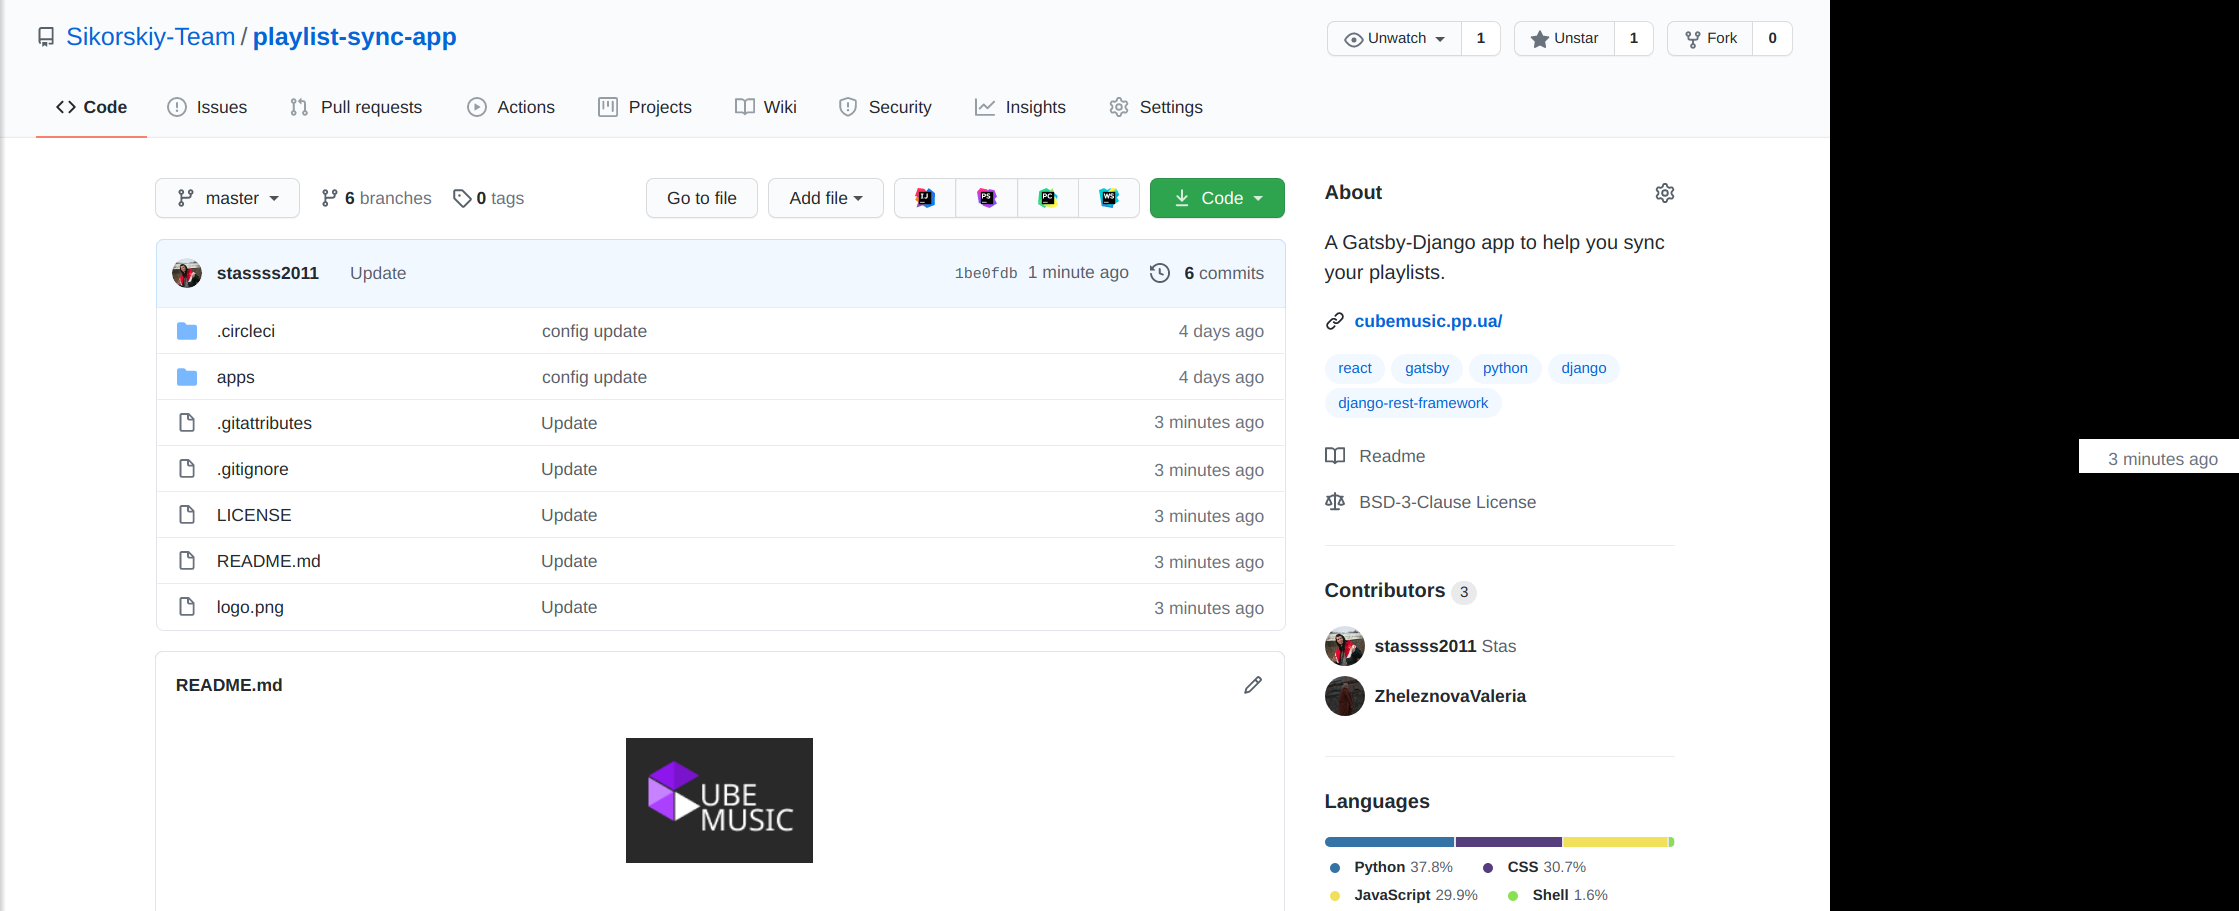 Sikorskiy-Team / playlist-sync-app
Unwatch 1 Unstar 1 Fork 0
Code Issues Pull requests Actions Projects Wiki Security Insights Settings
master 6 branches 0 tags Go to file Add file IJ PS PC WS Code
stassss2011 Update 1be0fdb 1 minute ago 6 commits
.circleci config update 4 days ago
apps config update 4 days ago
.gitattributes Update 3 minutes ago
.gitignore Update 3 minutes ago
LICENSE Update 3 minutes ago
README.md Update 3 minutes ago
logo.png Update 3 minutes ago
README.md
UBE
MUSIC
About
A Gatsby-Django app to help you sync
your playlists.
cubemusic.pp.ua/
react gatsby python django
django-rest-framework
Readme
BSD-3-Clause License
Contributors 3
stassss2011 Stas
ZheleznovaValeria
Languages
Python 37.8% CSS 30.7%
JavaScript 29.9% Shell 1.6%
3 minutes ago